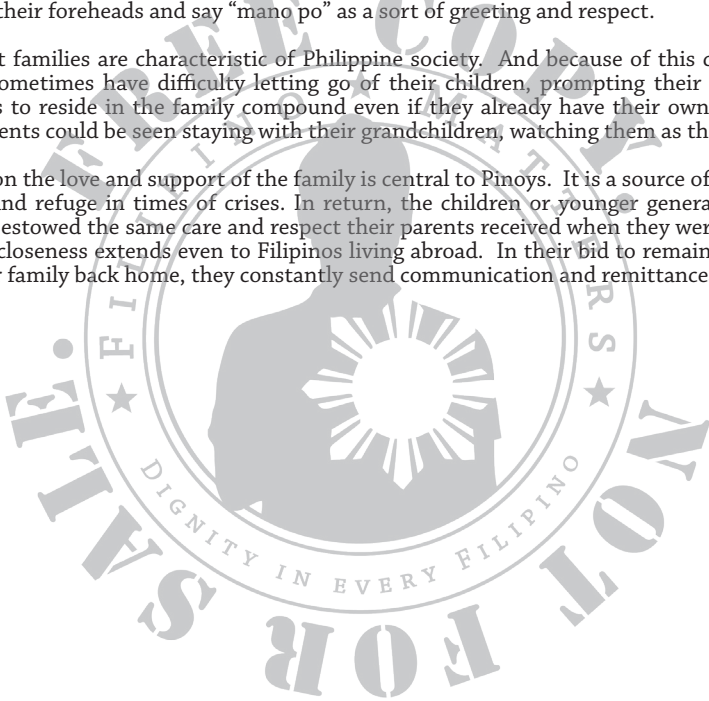 their foreheads and say “mano po” as a sort of greeting and respect.
t families are characteristic of Philippine society. And because of this
ometimes have difficulty letting go of their children, prompting their
s to reside in the family compound even if they already have their own
ents could be seen staying with their grandchildren, watching them as th
on the love and support of the family is central to Pinoys. It is a source of
nd refuge in times of crises. In return, the children or younger genera
estowed the same care and respect their parents received when they wer
closeness extends even to Filipinos living abroad. In their bid to remain
r family back home, they constantly send communication and remittance
FREE COPY.
NOT FOR SALE.
FILIPINO MATTERS
DIGNITY IN EVERY FILIPINO